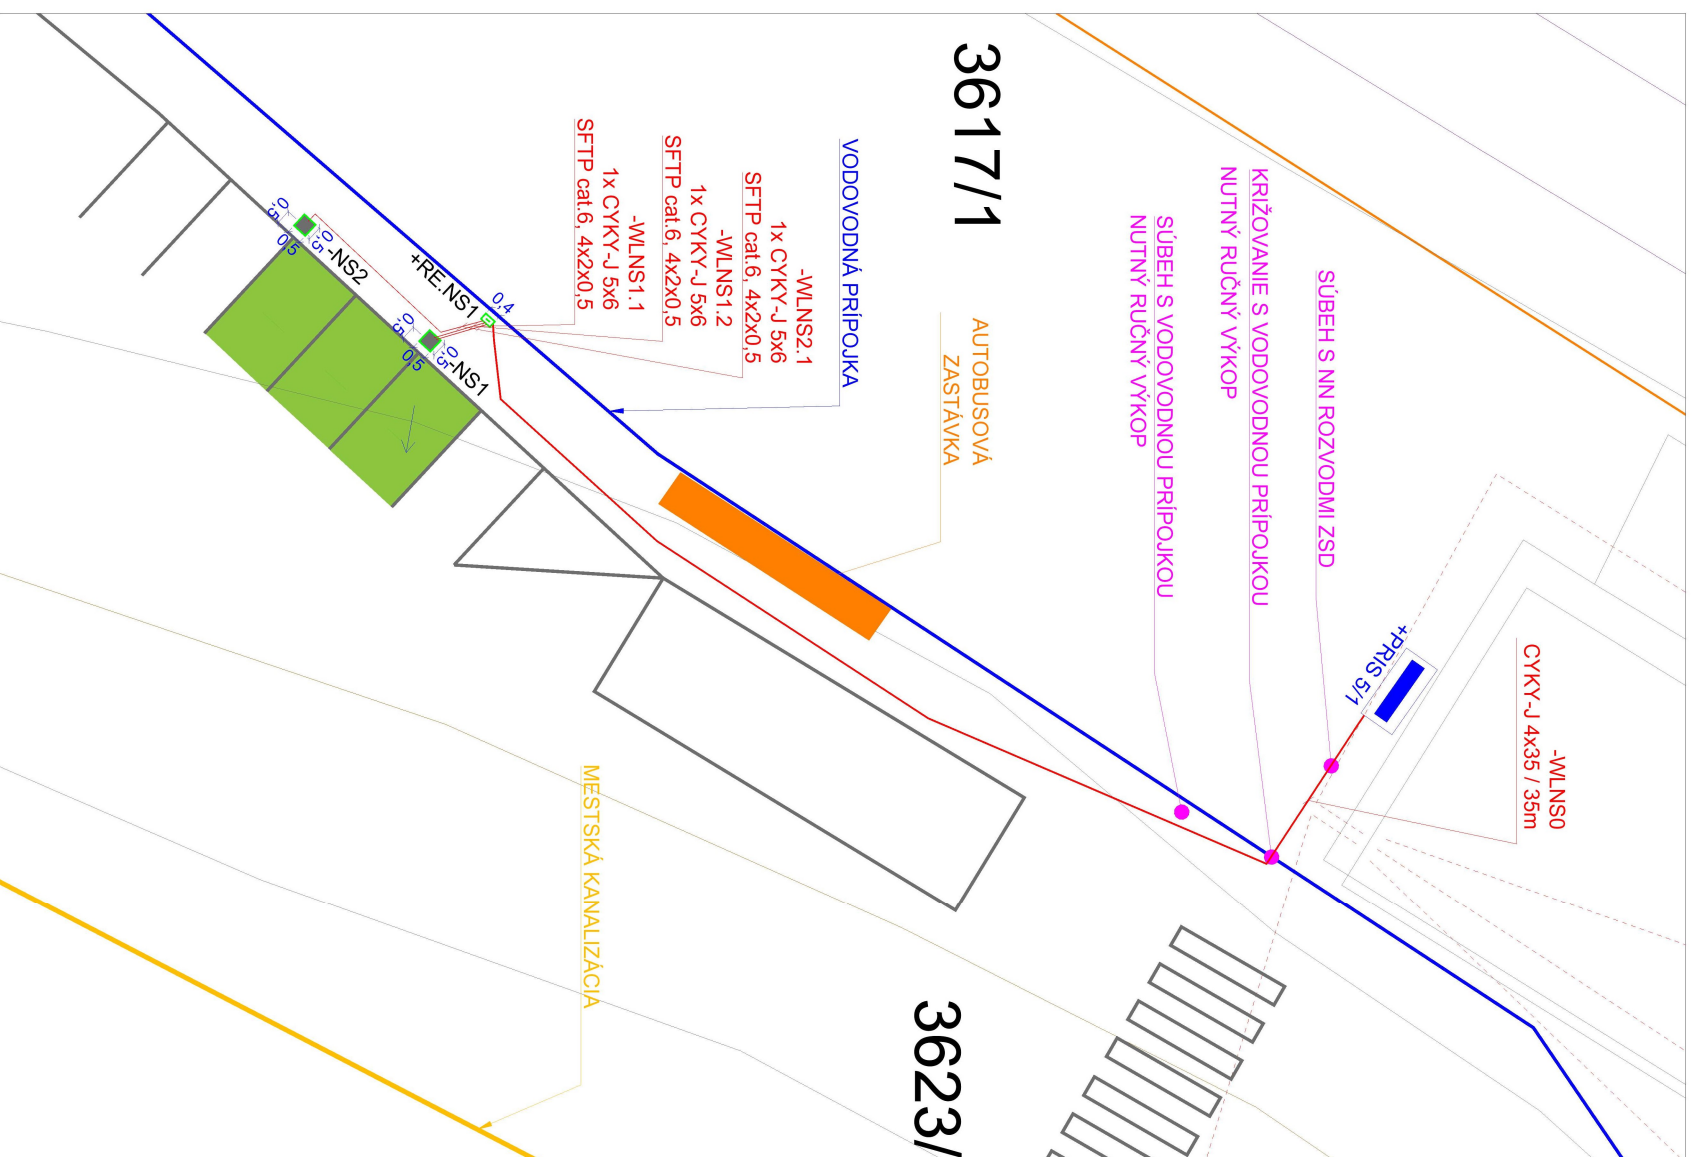 -WLNS0
CYKY-J 4x35 / 35m
+PRIS 5/1
SÚBEH S NN ROZVODMI ZSD
KRIŽOVANIE S VODOVODNOU PRÍPOJKOU
NUTNÝ RUČNÝ VÝKOP
SÚBEH S VODOVODNOU PRÍPOJKOU
NUTNÝ RUČNÝ VÝKOP
3617/1
AUTOBUSOVÁ
ZASTÁVKA
3623/
VODOVODNÁ PRÍPOJKA
-WLNS2.1
1x CYKY-J 5x6
SFTP cat.6, 4x2x0,5
-WLNS1.2
1x CYKY-J 5x6
SFTP cat.6, 4x2x0,5
-WLNS1.1
1x CYKY-J 5x6
SFTP cat.6, 4x2x0,5
MESTSKÁ KANALIZÁCIA
0,4
+RE.NS1
-NS1
0,5
0,5
0,5
-NS2
0,5
0,5
0,5